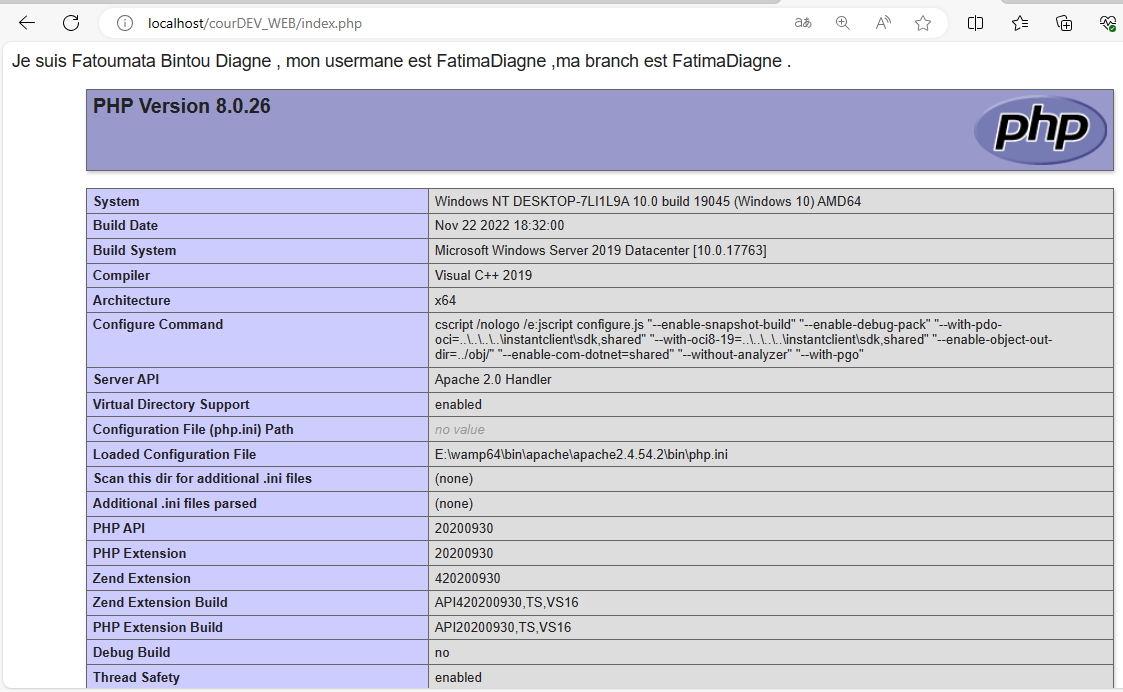 localhost/courDEV_WEB/index.php
Je suis Fatoumata Bintou Diagne , mon usermane est FatimaDiagne ,ma branch est FatimaDiagne .
PHP Version 8.0.26
php
System Windows NT DESKTOP-7LI1L9A 10.0 build 19045 (Windows 10) AMD64
Build Date Nov 22 2022 18:32:00
Build System Microsoft Windows Server 2019 Datacenter [10.0.17763]
Compiler Visual C++ 2019
Architecture x64
Configure Command cscript /nologo /e:jscript configure.js "--enable-snapshot-build" "--enable-debug-pack" "--with-pdo-
oci=..\..\..\..\instantclient\sdk,shared" "--with-oci8-19=..\..\..\..\instantclient\sdk,shared" "--enable-object-out-
dir=../obj/" "--enable-com-dotnet=shared" "--without-analyzer" "--with-pgo"
Server API Apache 2.0 Handler
Virtual Directory Support enabled
Configuration File (php.ini) Path no value
Loaded Configuration File E:\wamp64\bin\apache\apache2.4.54.2\bin\php.ini
Scan this dir for additional .ini files (none)
Additional .ini files parsed (none)
PHP API 20200930
PHP Extension 20200930
Zend Extension 420200930
Zend Extension Build API420200930,TS,VS16
PHP Extension Build API20200930,TS,VS16
Debug Build no
Thread Safety enabled